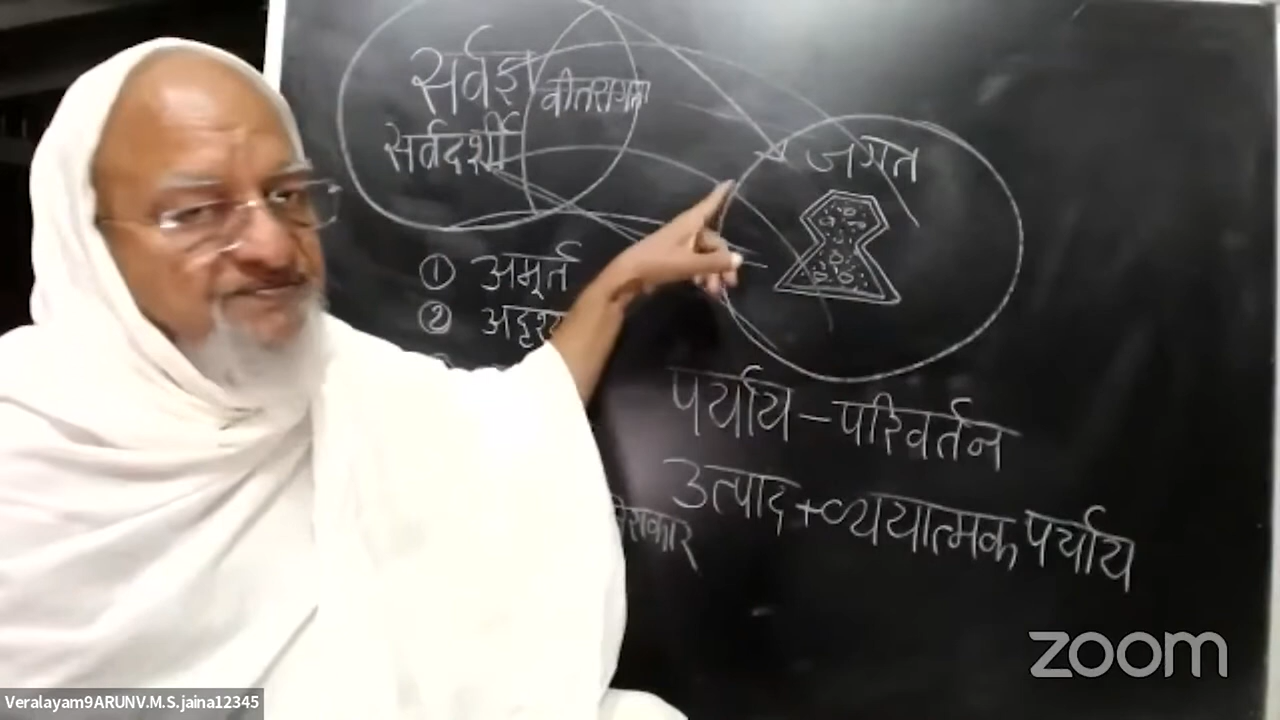 सर्वज्ञ वीतरागता
सर्वदर्शी
जगत
① अमूर्त
② अदृश्य
पर्याय – परिवर्तन
उत्पाद + व्ययात्मक पर्याय
निराकार
zoom
Veralayam9ARUNV.M.S.jaina12345